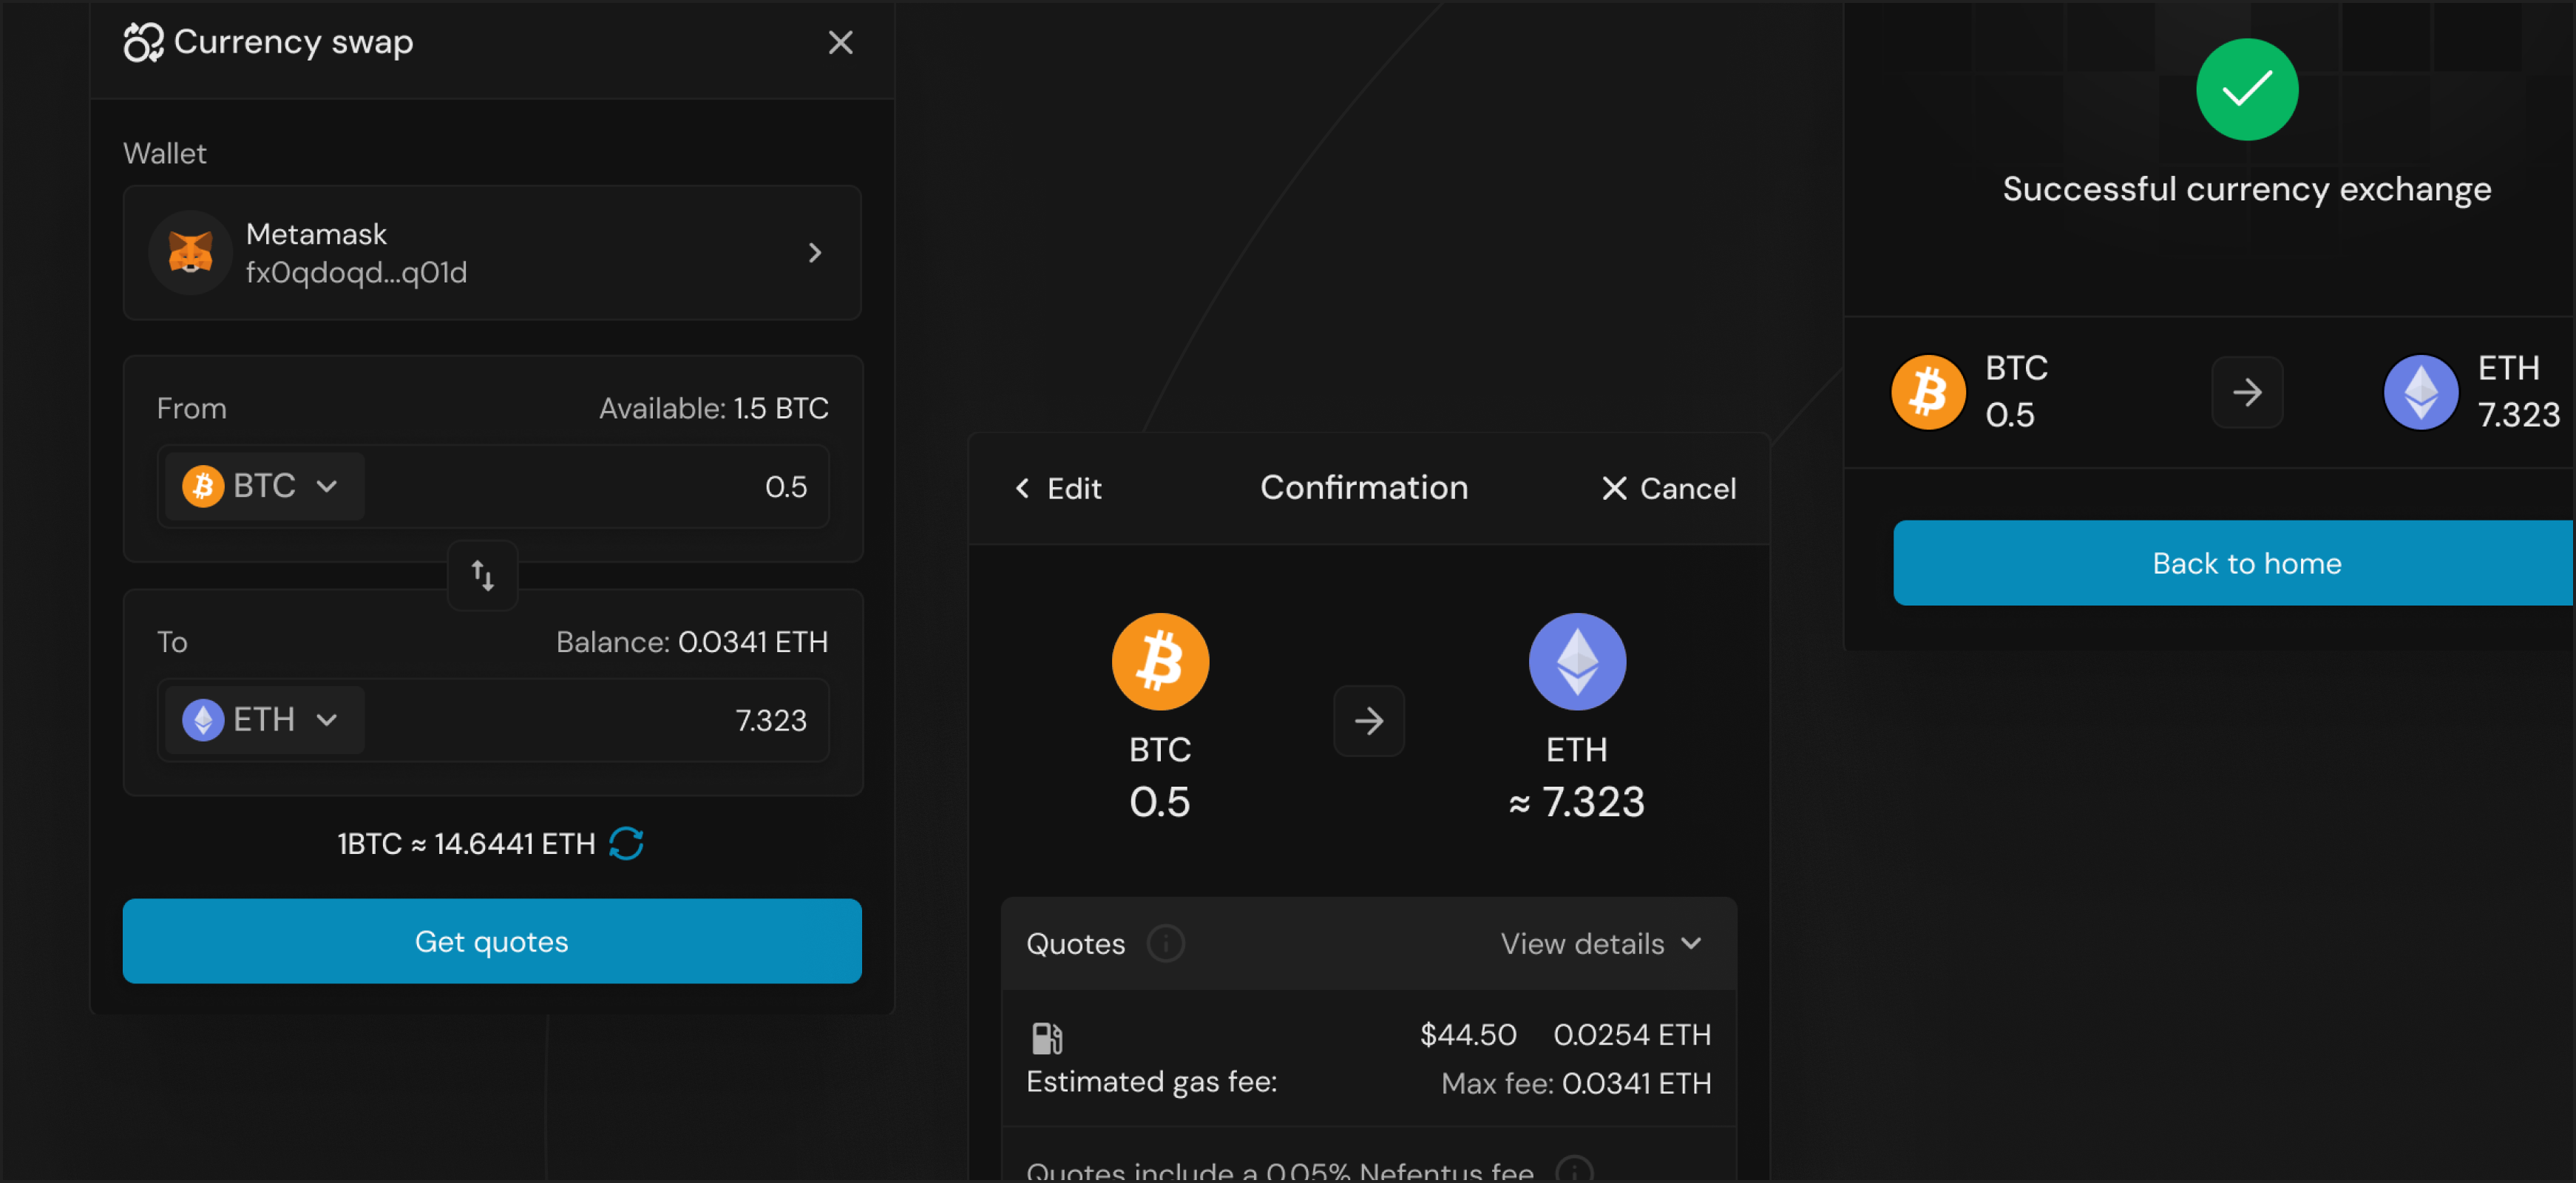 Currency swap
Wallet
Metamask
fx0qdoqd...q01d
From
Available: 1.5 BTC
BTC
0.5
To
Balance: 0.0341 ETH
ETH
7.323
1BTC ≈ 14.6441 ETH
Get quotes
Edit
Confirmation
Cancel
BTC
0.5
ETH
≈ 7.323
Quotes
View details
$44.50 0.0254 ETH
Estimated gas fee:
Max fee: 0.0341 ETH
Quotes include a 0.05% Nefentus fee
Successful currency exchange
BTC
0.5
ETH
7.323
Back to home